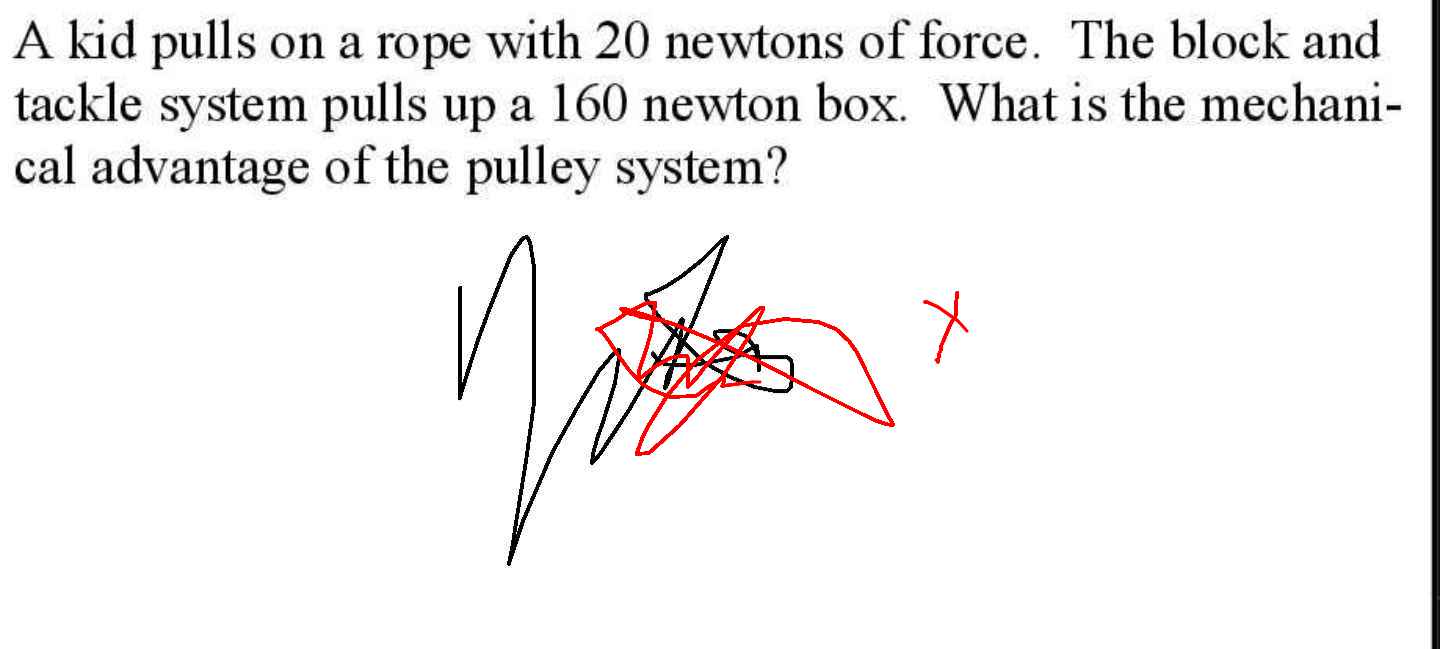 A kid pulls on a rope with 20 newtons of force. The block and
tackle system pulls up a 160 newton box. What is the mechani-
cal advantage of the pulley system?